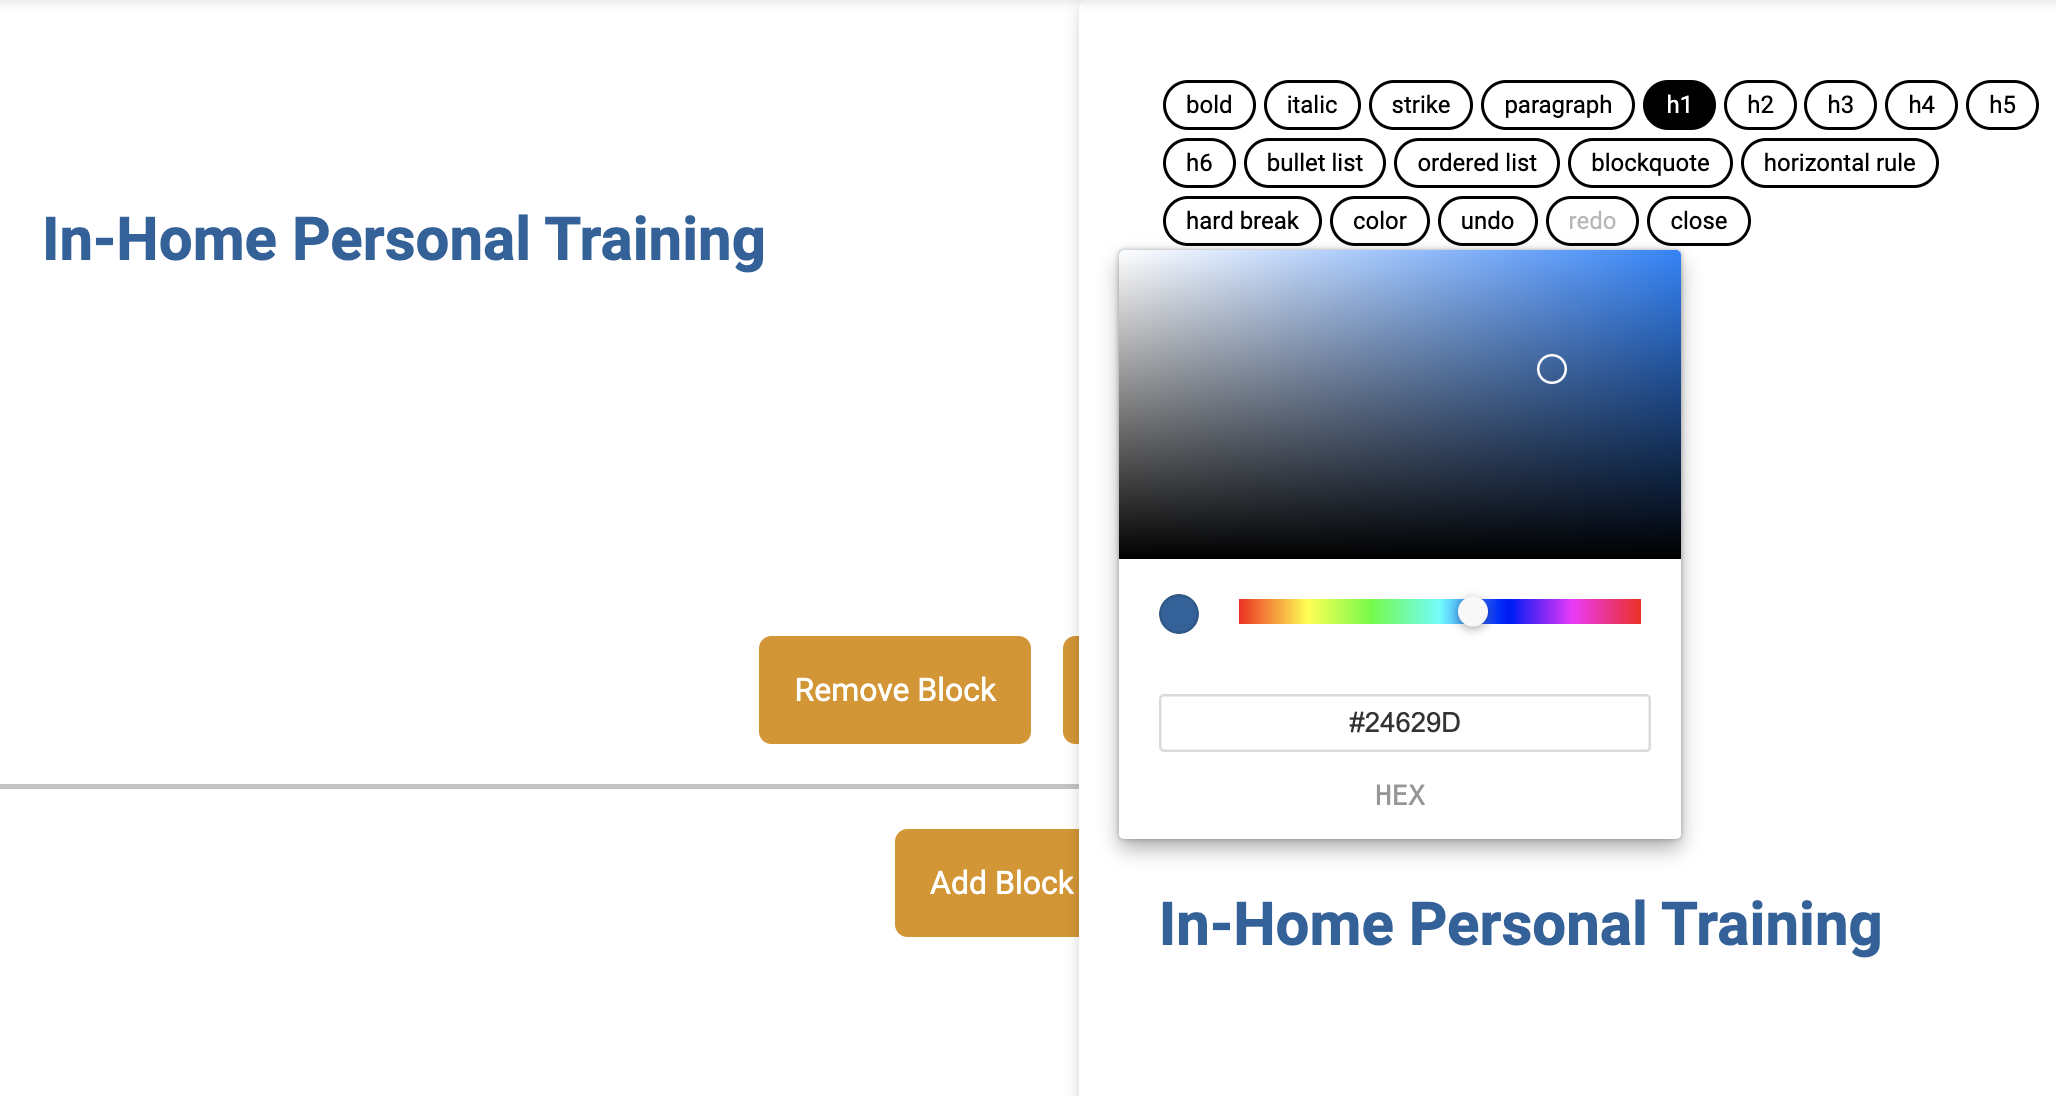 In-Home Personal Training
Remove Block
Add Block
bold italic strike paragraph h1 h2 h3 h4 h5
h6 bullet list ordered list blockquote horizontal rule
hard break color undo redo close
#24629D
HEX
In-Home Personal Training